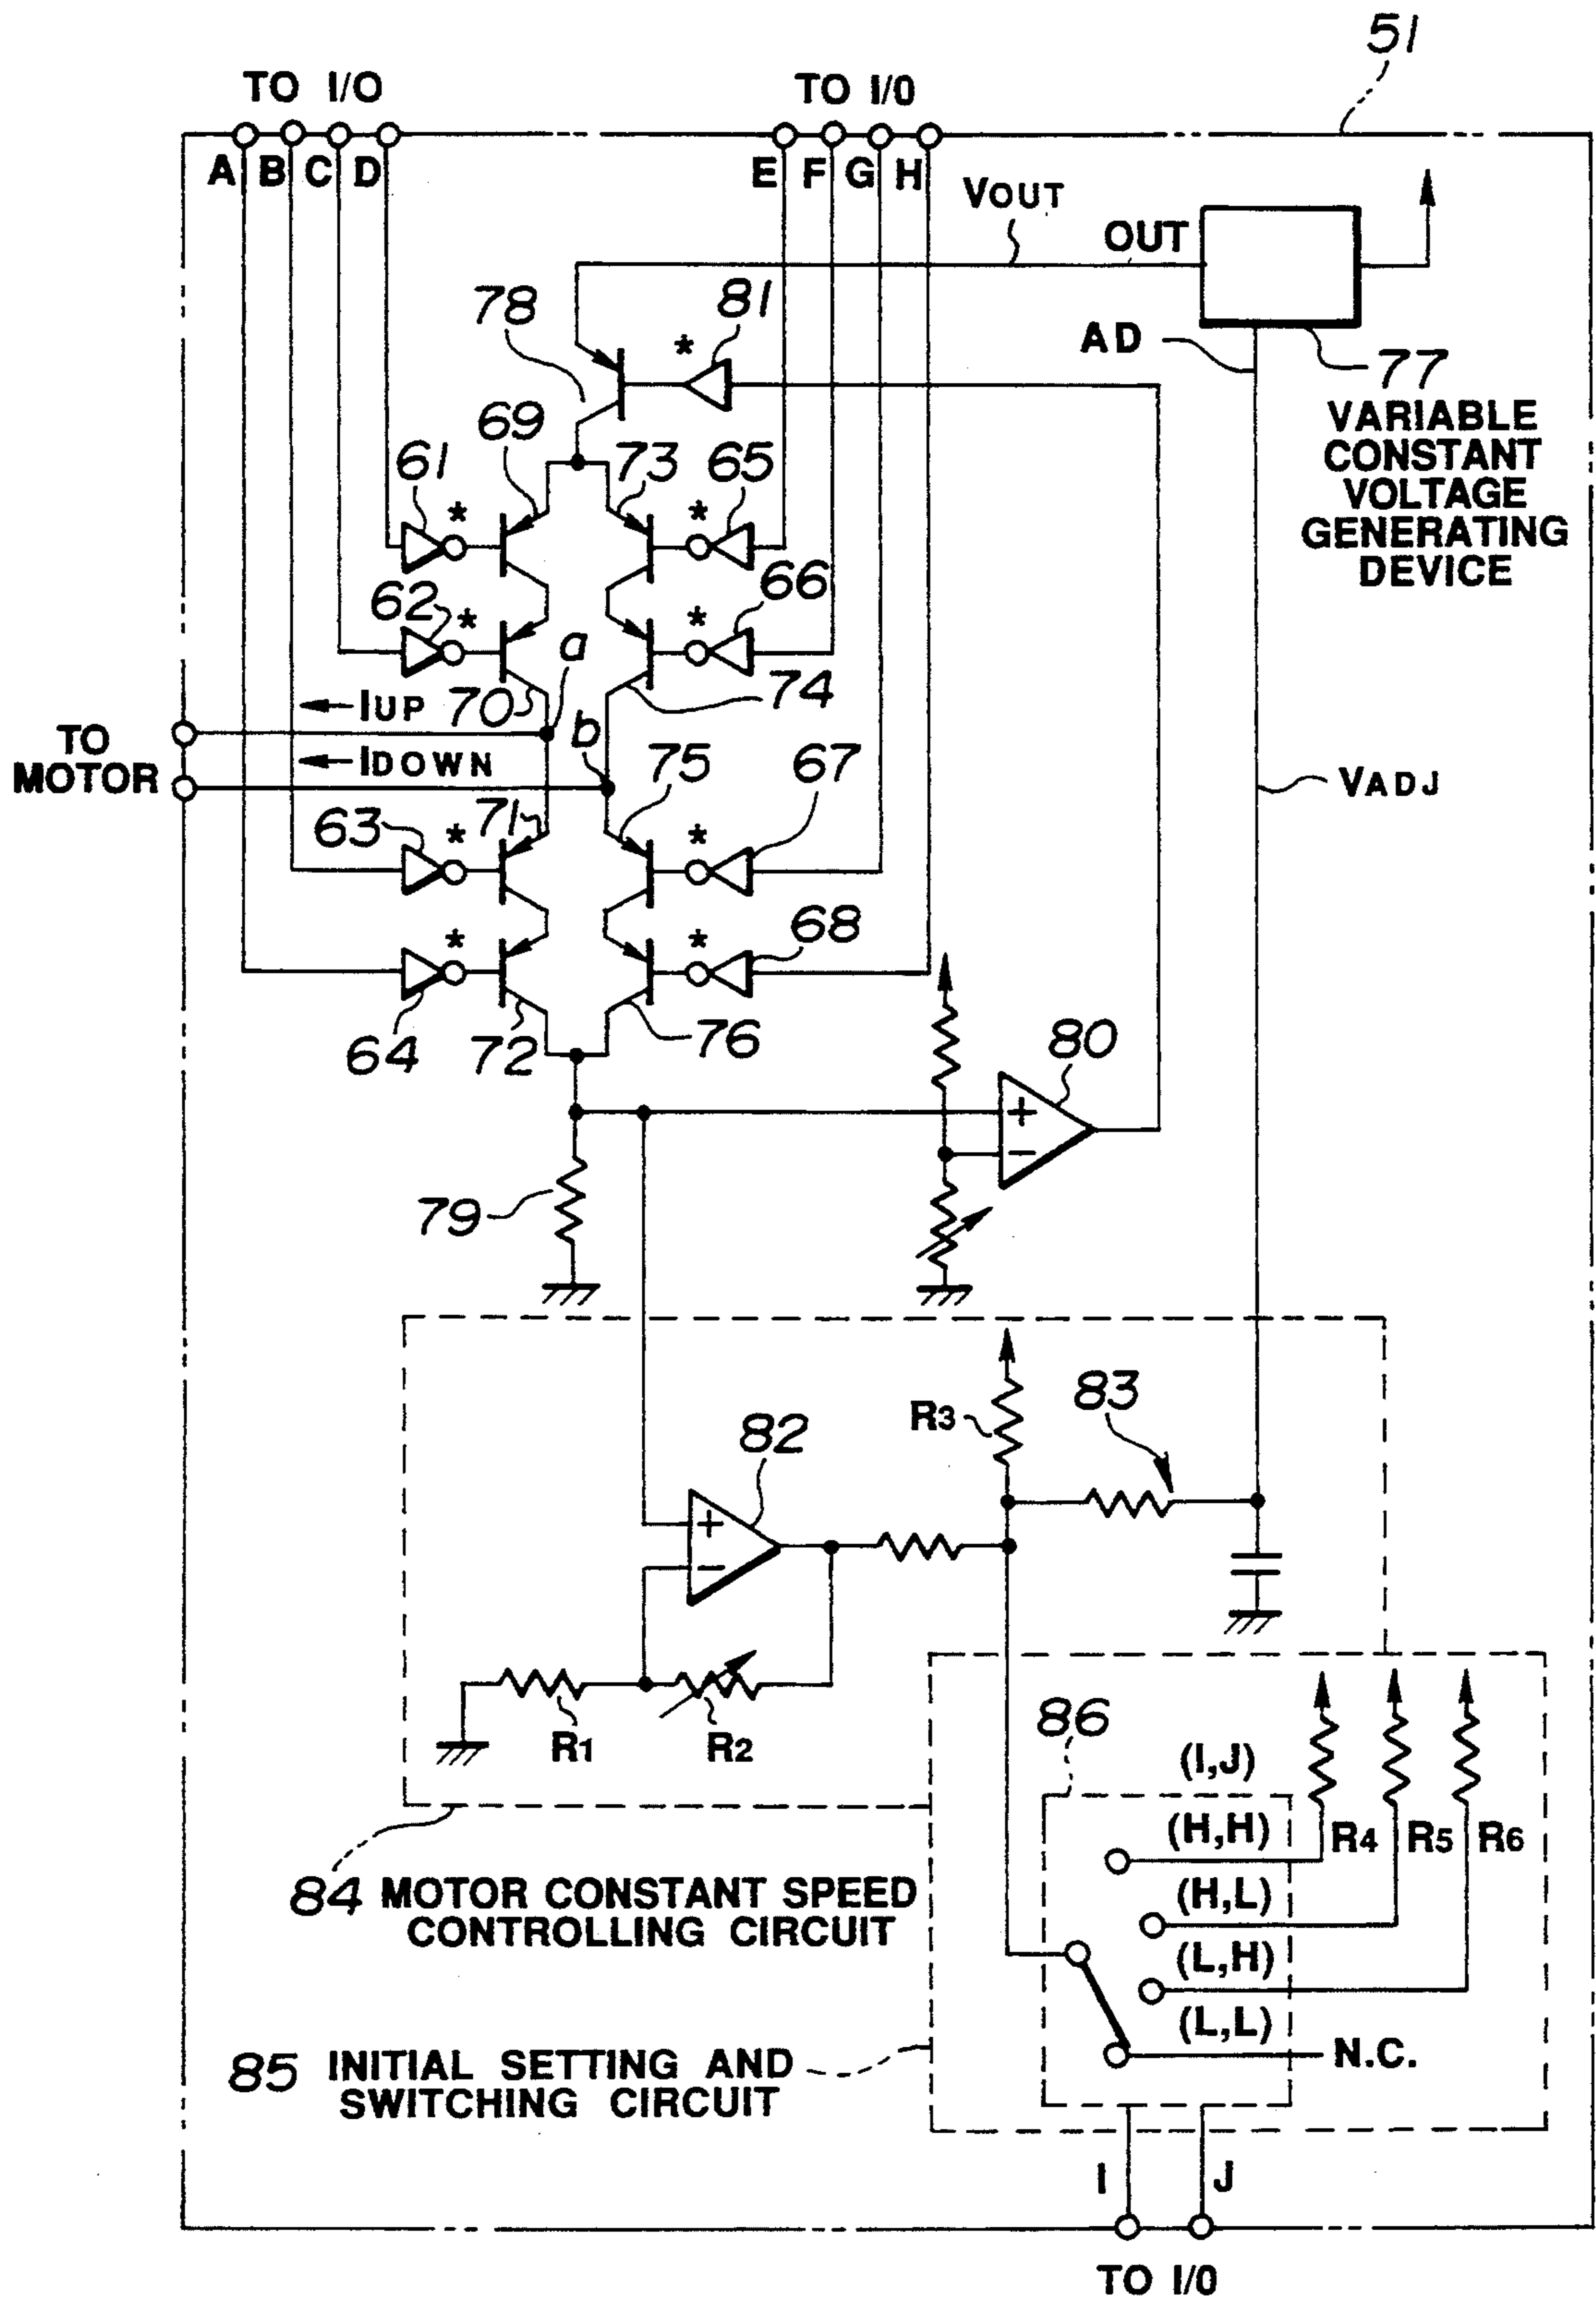 51
TO I/O
TO I/O
A B C D
E F G H
VOUT
OUT
78
* 81
AD
77
VARIABLE
CONSTANT
VOLTAGE
GENERATING
DEVICE
69
61
*
73
65
*
62
*
66
*
a
IUP
70
74
TO
MOTOR
b
IDOWN
75
67
VADJ
63
*
71
*
*
68
*
64
72
76
80
+
−
79
83
R3
82
+
−
R1
R2
86
(I,J)
(H,H)
R4 R5 R6
(H,L)
(L,H)
(L,L)
N.C.
84 MOTOR CONSTANT SPEED
CONTROLLING CIRCUIT
85 INITIAL SETTING AND
SWITCHING CIRCUIT
I J
TO I/O